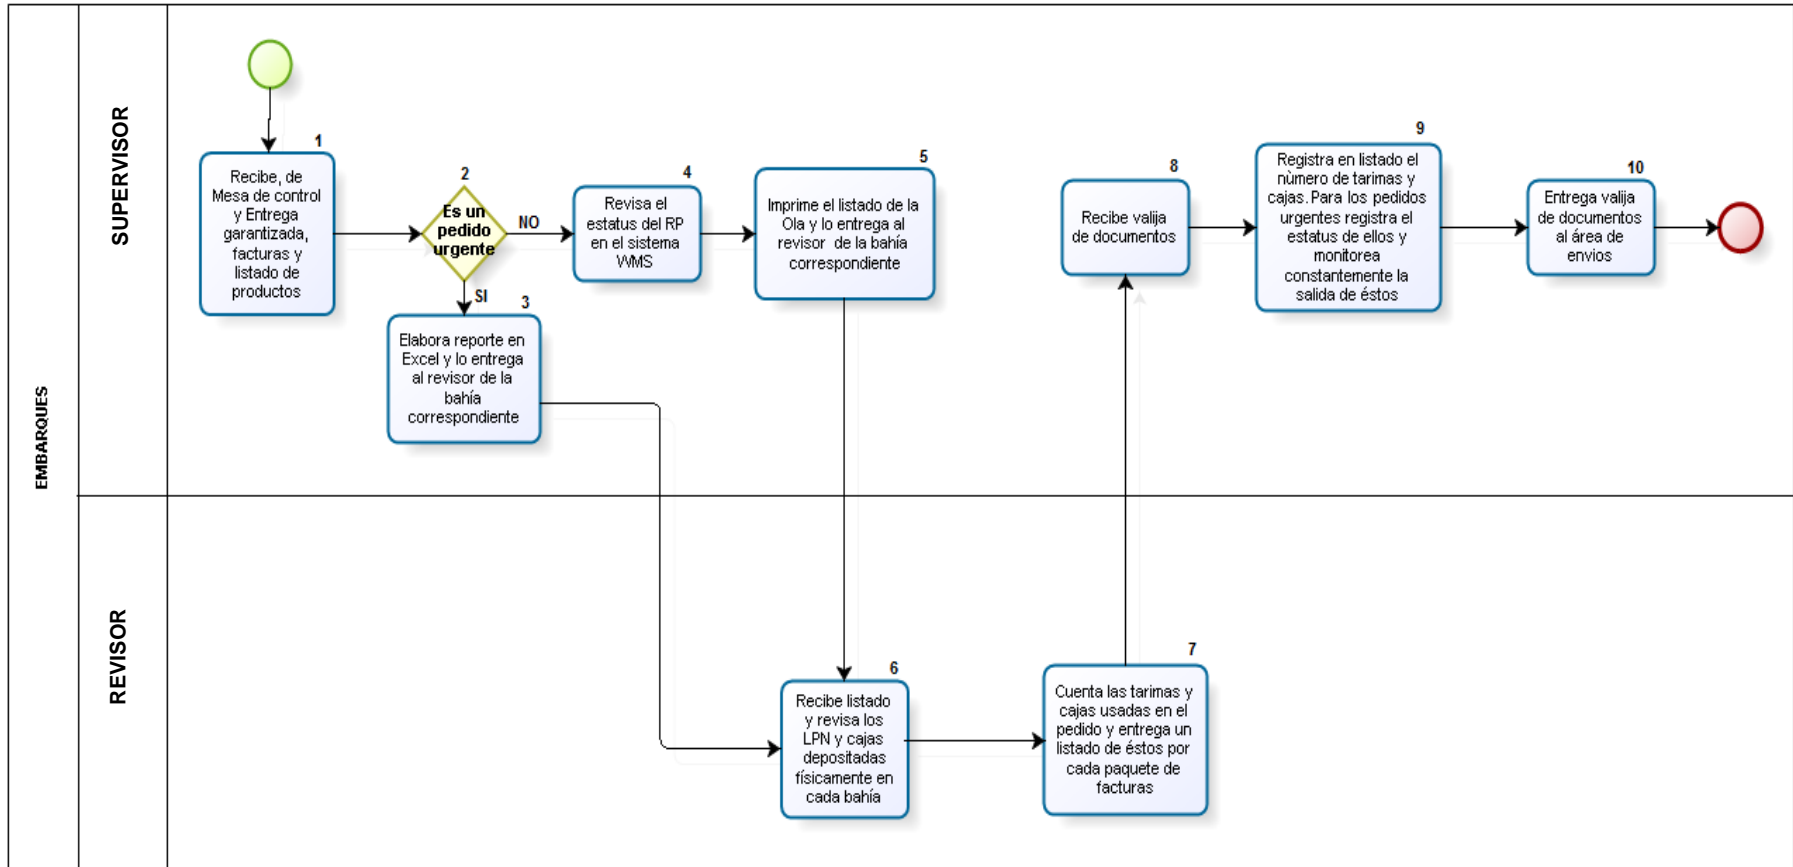 EMBARQUES
SUPERVISOR
1
Recibe, de
Mesa de control
y Entrega
garantizada,
facturas y
listado de
productos
2
Es un
pedido
urgente
NO
SI
3
Elabora reporte en
Excel y lo entrega
al revisor de la
bahía
correspondiente
4
Revisa el
estatus del RP
en el sistema
WMS
5
Imprime el listado de la
Ola y lo entrega al
revisor de la bahía
correspondiente
8
Recibe valija
de documentos
9
Registra en listado el
nùmero de tarimas y
cajas. Para los pedidos
urgentes registra el
estatus de ellos y
monitorea
constantemente la
salida de éstos
10
Entrega valija
de documentos
al área de
envios
REVISOR
6
Recibe listado
y revisa los
LPN y cajas
depositadas
físicamente en
cada bahía
7
Cuenta las tarimas y
cajas usadas en el
pedido y entrega un
listado de éstos por
cada paquete de
facturas